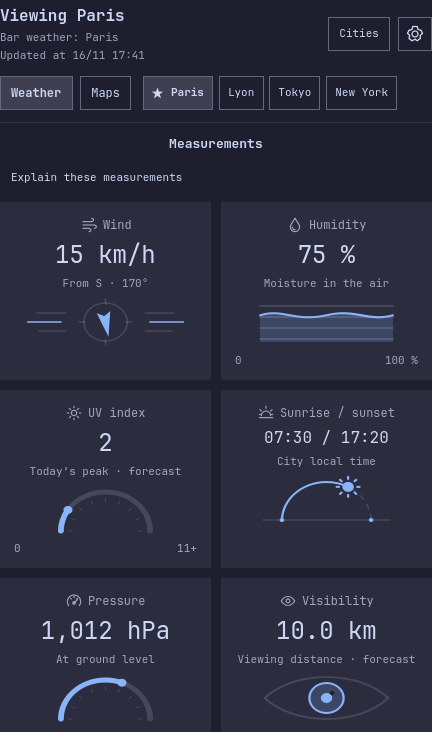 Viewing Paris
Bar weather: Paris
Updated at 16/11 17:41
Cities
Weather
Maps
★ Paris
Lyon
Tokyo
New York
Measurements
Explain these measurements
Wind
15 km/h
From S · 170°
Humidity
75 %
Moisture in the air
0
100 %
UV index
2
Today's peak · forecast
0
11+
Sunrise / sunset
07:30 / 17:20
City local time
Pressure
1,012 hPa
At ground level
Visibility
10.0 km
Viewing distance · forecast